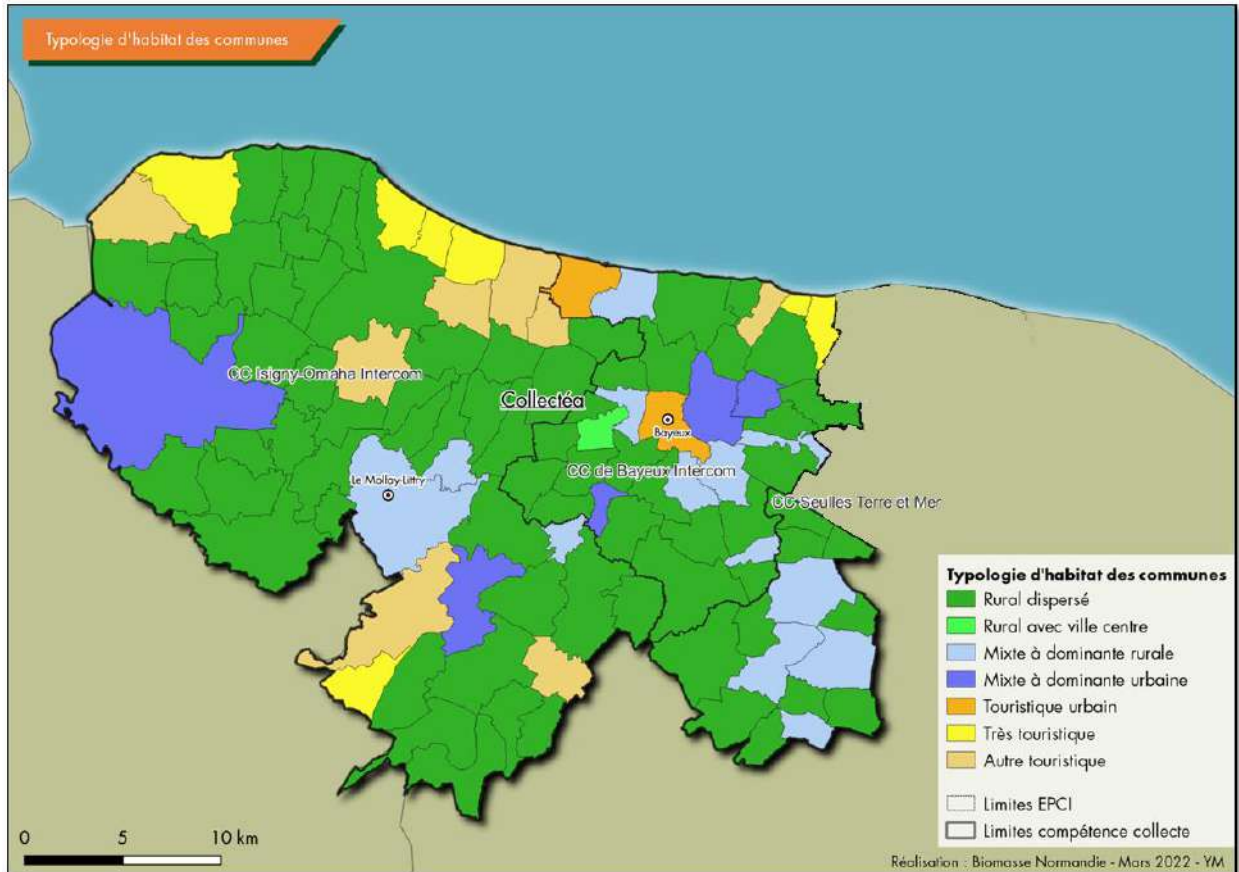 Typologie d'habitat des communes
CC Isigny-Omaha Intercom
Collectéa
Bayeux
CC de Bayeux Intercom
Le Mollay-Littry
CC Seulles Terre et Mer
Typologie d'habitat des communes
Rural dispersé
Rural avec ville centre
Mixte à dominante rurale
Mixte à dominante urbaine
Touristique urbain
Très touristique
Autre touristique
Limites EPCI
Limites compétence collecte
0 5 10 km
Réalisation : Biomasse Normandie - Mars 2022 - YM